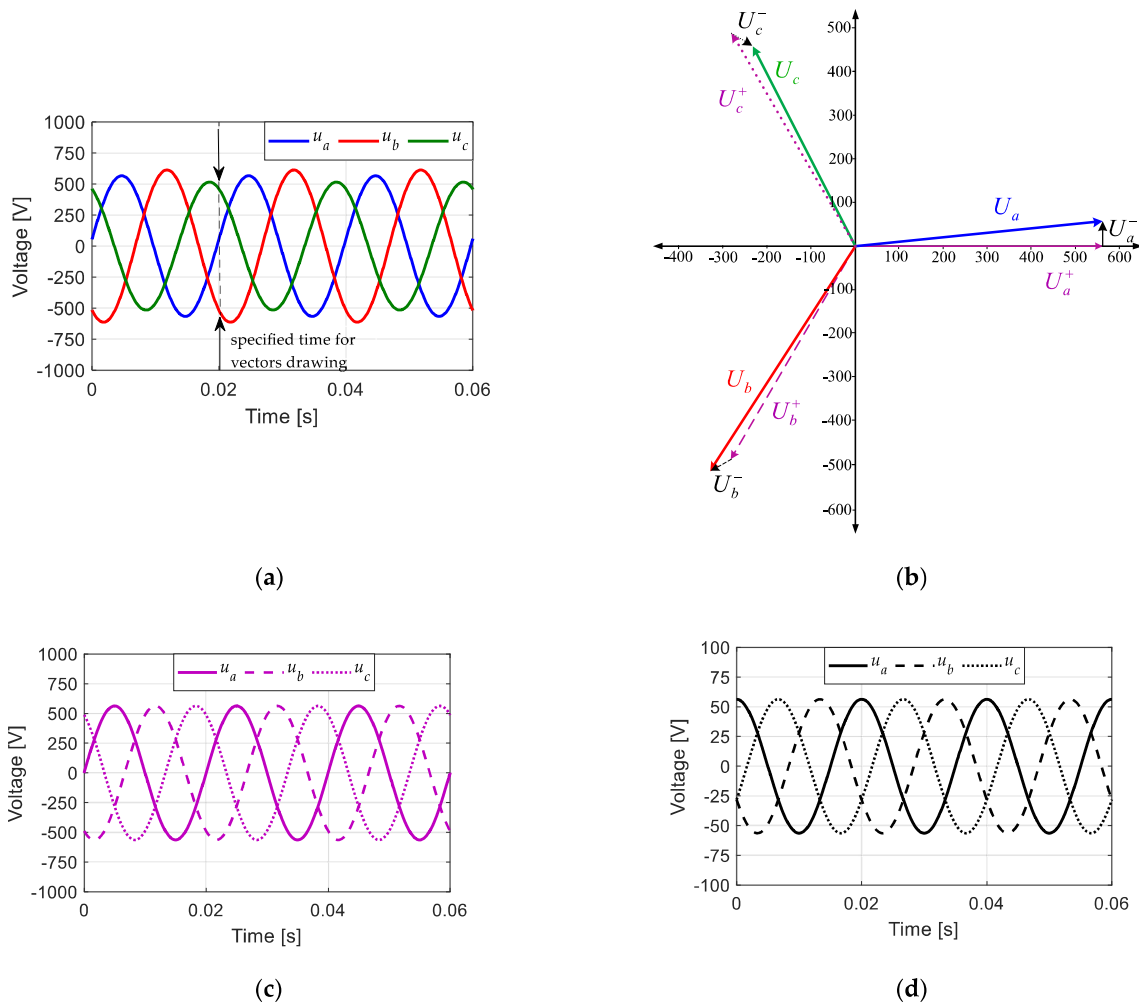 1000
750
500
250
0
-250
-500
-750
-1000
Voltage [V]
u_a u_b u_c
specified time for
vectors drawing
0 0.02 0.04 0.06
Time [s]
(a)
500
400
300
200
100
-100
-200
-300
-400
-500
-600
-400 -300 -200 -100
100 200 300 400 500 600
U_c^-
U_c
U_c^+
U_a
U_a^-
U_a^+
U_b
U_b^+
U_b^-
(b)
1000
750
500
250
0
-250
-500
-750
-1000
Voltage [V]
u_a u_b u_c
0 0.02 0.04 0.06
Time [s]
(c)
100
75
50
25
0
-25
-50
-75
-100
Voltage [V]
u_a u_b u_c
0 0.02 0.04 0.06
Time [s]
(d)